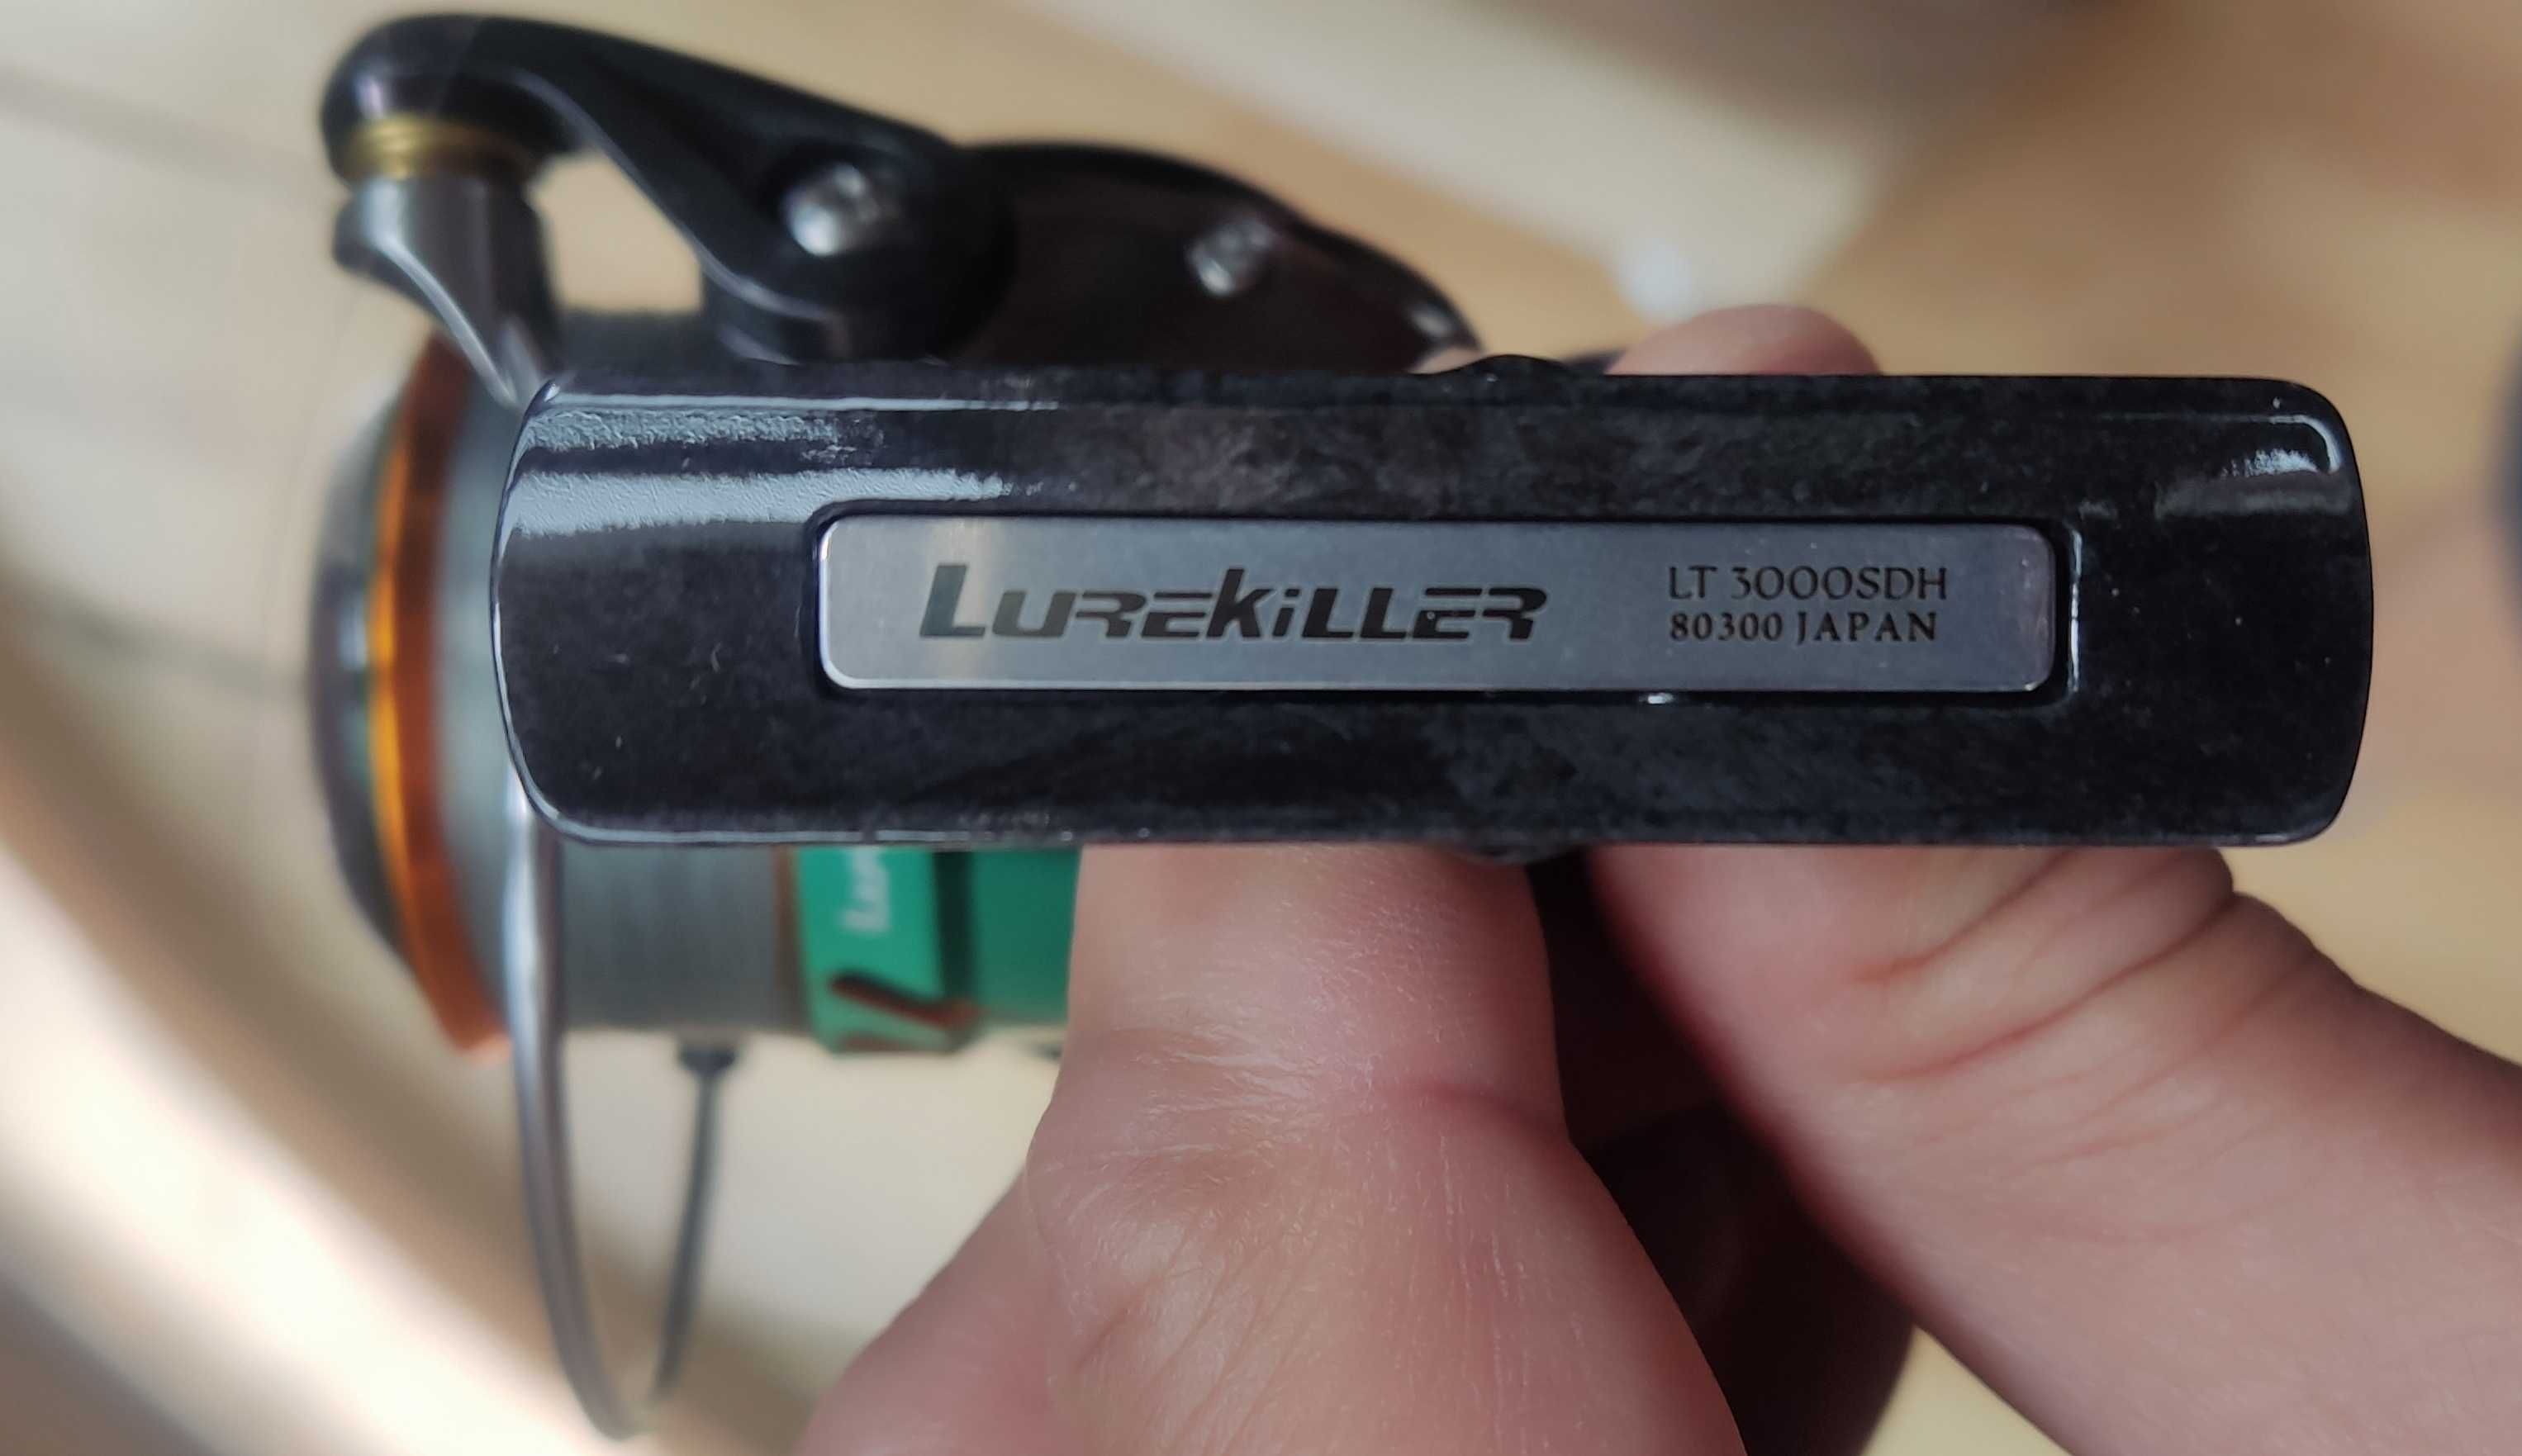 LUREKiLLER
LT 3000SDH
80300 JAPAN